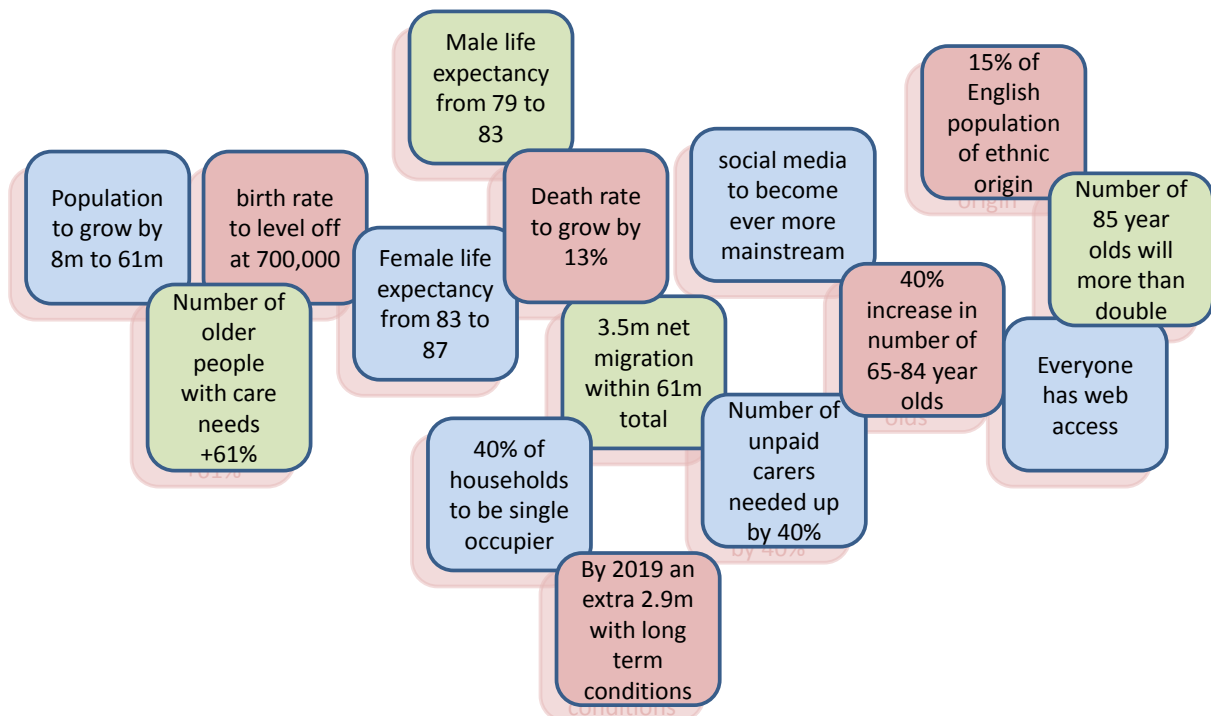 Male life
expectancy
from 79 to
83
15% of
English
population
of ethnic
origin
Population
to grow by
8m to 61m
birth rate
to level off
at 700,000
Death rate
to grow by
13%
social media
to become
ever more
mainstream
Number of
85 year
olds will
more than
double
Female life
expectancy
from 83 to
87
Number of
older
people
with care
needs
+61%
3.5m net
migration
within 61m
total
40%
increase in
number of
65-84 year
olds
Everyone
has web
access
40% of
households
to be single
occupier
Number of
unpaid
carers
needed up
by 40%
By 2019 an
extra 2.9m
with long
term
conditions